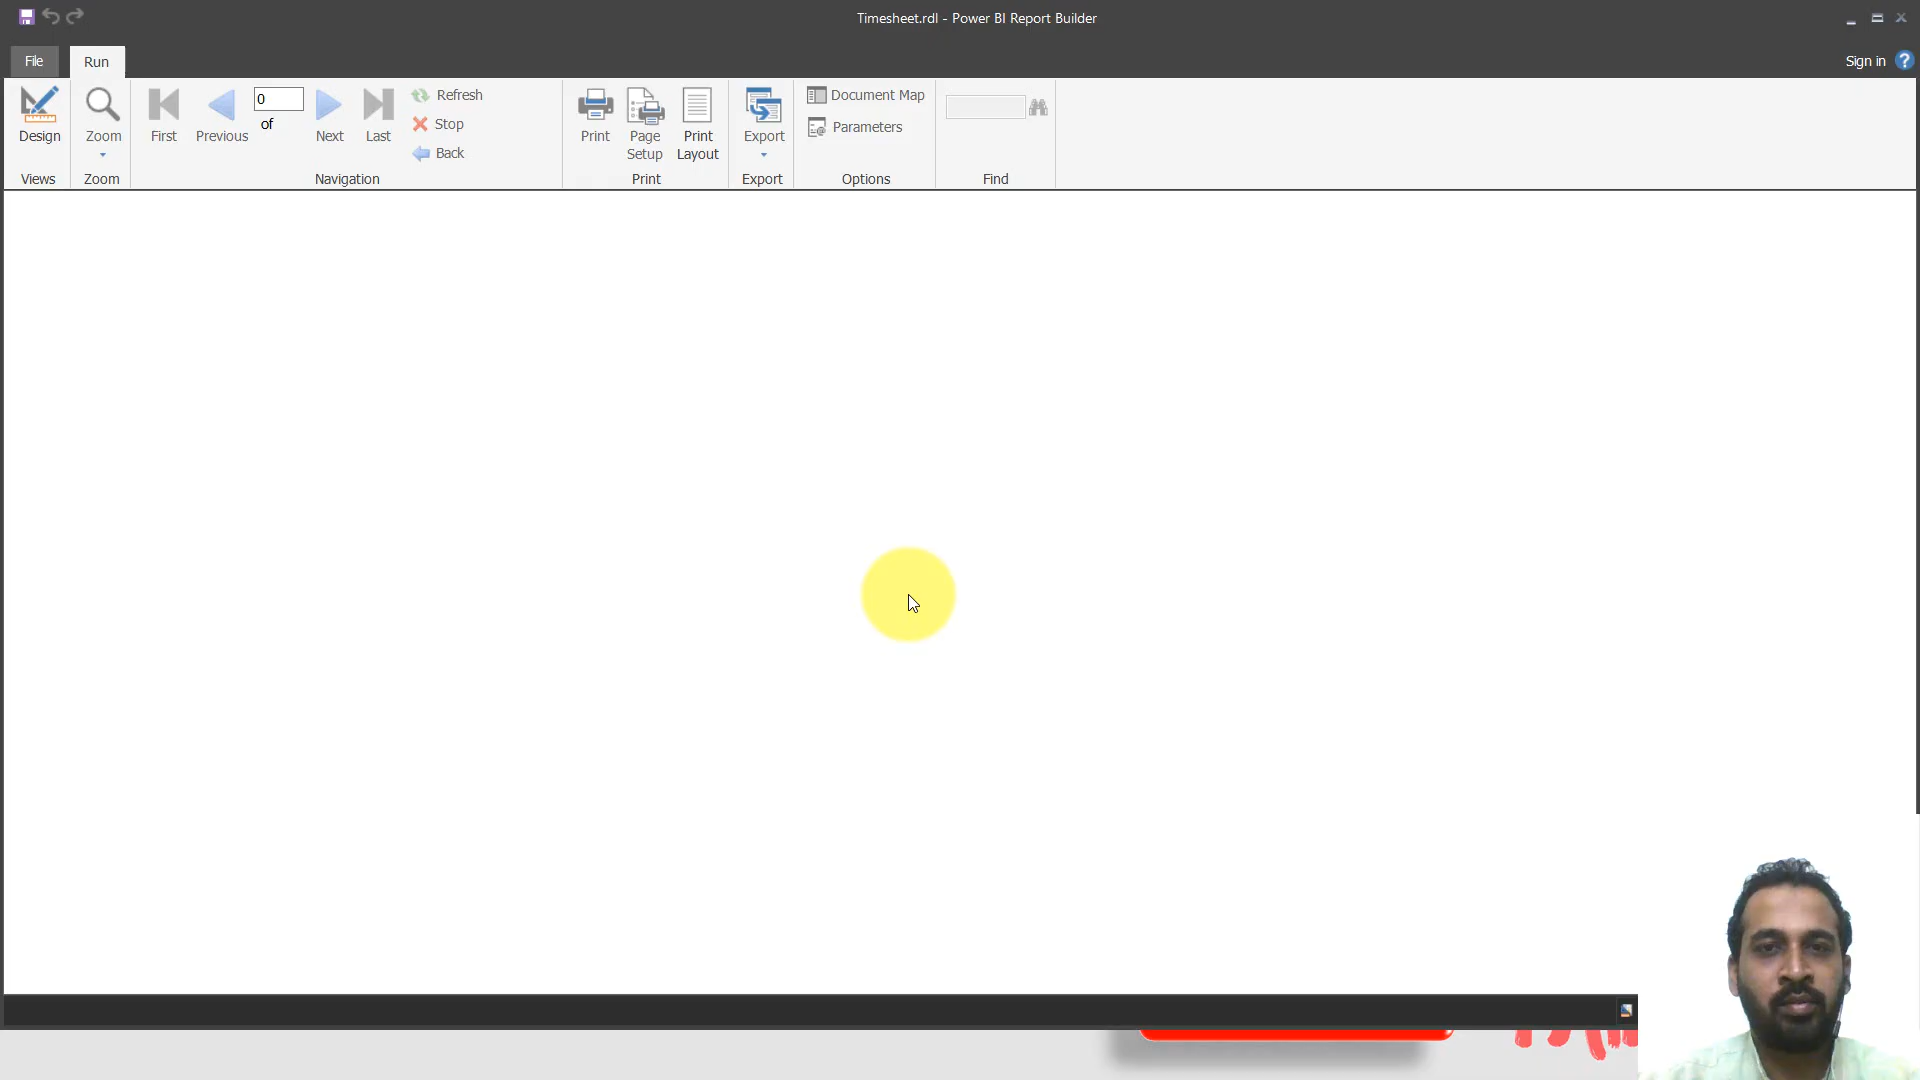 Timesheet.rdl - Power BI Report Builder
File
Run
Sign in
?
Design
Zoom
First
Previous
0
of
Next
Last
Refresh
Stop
Back
Print
Page
Setup
Print
Layout
Export
Document Map
Parameters
Views
Zoom
Navigation
Print
Export
Options
Find